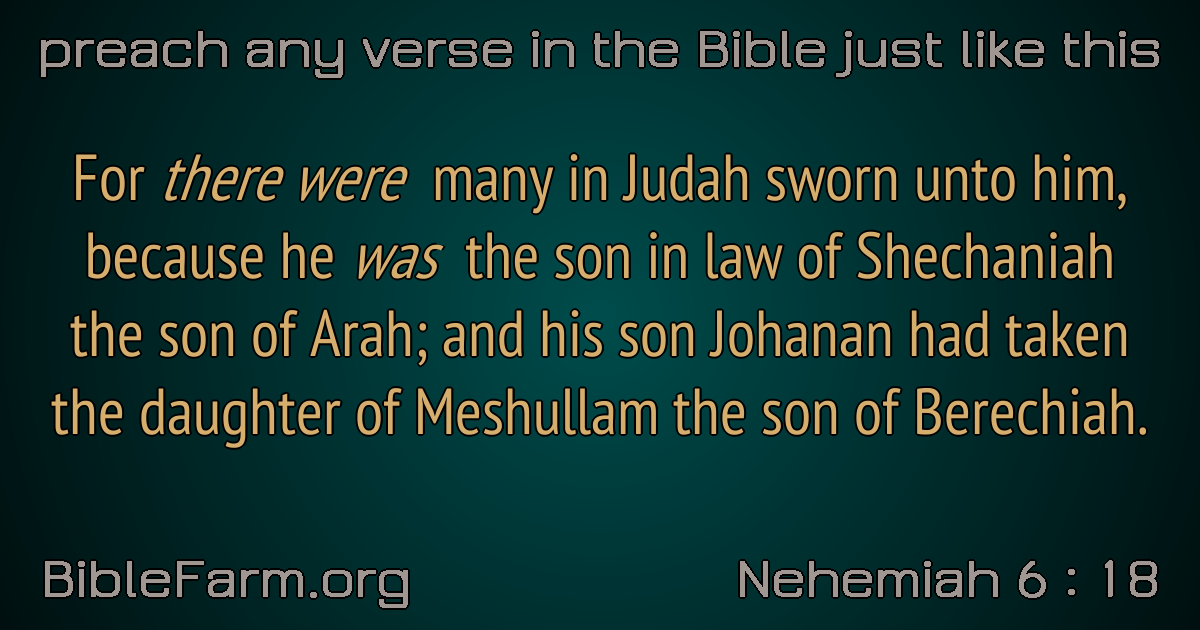 preach any verse in the Bible just like this
For there were many in Judah sworn unto him,
because he was the son in law of Shechaniah
the son of Arah; and his son Johanan had taken
the daughter of Meshullam the son of Berechiah.
BibleFarm.org
Nehemiah 6 : 18